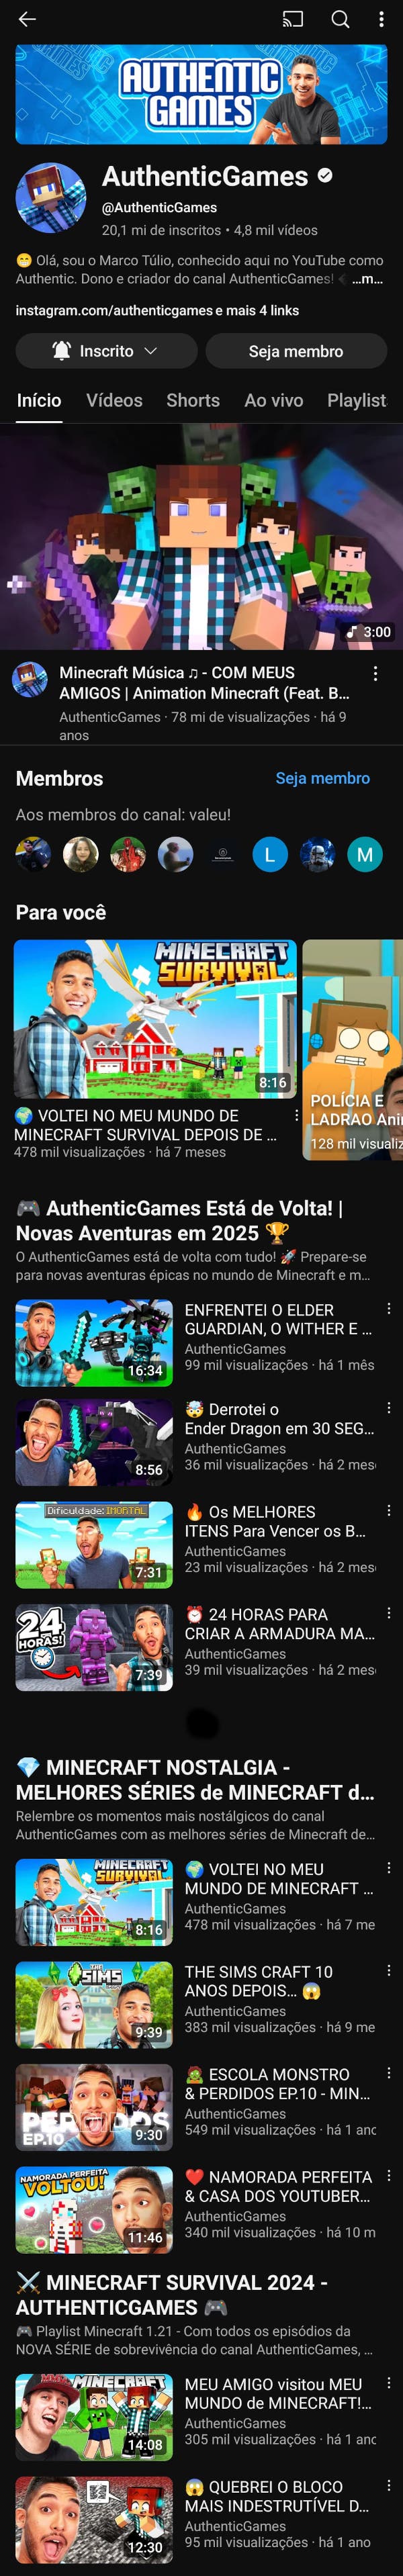 AUTHENTIC
GAMES
AuthenticGames
@AuthenticGames
20,1 mi de inscritos • 4,8 mil vídeos
😁 Olá, sou o Marco Túlio, conhecido aqui no YouTube como
Authentic. Dono e criador do canal AuthenticGames! ...m...
instagram.com/authenticgames e mais 4 links
Inscrito
Seja membro
Início Vídeos Shorts Ao vivo Playlist
3:00
Minecraft Música ♫ - COM MEUS
AMIGOS | Animation Minecraft (Feat. B...
AuthenticGames · 78 mi de visualizações · há 9
anos
Membros
Seja membro
Aos membros do canal: valeu!
L
M
Para você
MINECRAFT
SURVIVAL
8:16
🌍 VOLTEI NO MEU MUNDO DE
MINECRAFT SURVIVAL DEPOIS DE ...
478 mil visualizações · há 7 meses
POLÍCIA E
LADRAO Ani
128 mil visualiz
🎮 AuthenticGames Está de Volta! |
Novas Aventuras em 2025 🏆
O AuthenticGames está de volta com tudo! 🚀 Prepare-se
para novas aventuras épicas no mundo de Minecraft e m...
16:34
ENFRENTEI O ELDER
GUARDIAN, O WITHER E ...
AuthenticGames
99 mil visualizações · há 1 mês
8:56
🤯 Derrotei o
Ender Dragon em 30 SEG...
AuthenticGames
36 mil visualizações · há 2 mes
Dificuldade: IMORTAL
7:31
🔥 Os MELHORES
ITENS Para Vencer os B...
AuthenticGames
23 mil visualizações · há 2 mes
24
HORAS!
7:39
⏰ 24 HORAS PARA
CRIAR A ARMADURA MA...
AuthenticGames
39 mil visualizações · há 2 mes
💎 MINECRAFT NOSTALGIA -
MELHORES SÉRIES de MINECRAFT d...
Relembre os momentos mais nostálgicos do canal
AuthenticGames com as melhores séries de Minecraft de...
MINECRAFT
SURVIVAL
8:16
🌍 VOLTEI NO MEU
MUNDO DE MINECRAFT ...
AuthenticGames
478 mil visualizações · há 7 me
THE SIMS
9:39
THE SIMS CRAFT 10
ANOS DEPOIS... 😱
AuthenticGames
383 mil visualizações · há 9 me
PERDIDOS
EP.10
9:30
🧟 ESCOLA MONSTRO
& PERDIDOS EP.10 - MIN...
AuthenticGames
549 mil visualizações · há 1 anc
NAMORADA PERFEITA
VOLTOU!
11:46
❤️ NAMORADA PERFEITA
& CASA DOS YOUTUBER...
AuthenticGames
340 mil visualizações · há 10 m
⚔️ MINECRAFT SURVIVAL 2024 -
AUTHENTICGAMES 🎮
🎮 Playlist Minecraft 1.21 - Com todos os episódios da
NOVA SÉRIE de sobrevivência do canal AuthenticGames, ...
MINECRAFT
14:08
MEU AMIGO visitou MEU
MUNDO de MINECRAFT!...
AuthenticGames
305 mil visualizações · há 1 anc
12:30
😱 QUEBREI O BLOCO
MAIS INDESTRUTÍVEL D...
AuthenticGames
95 mil visualizações · há 1 ano